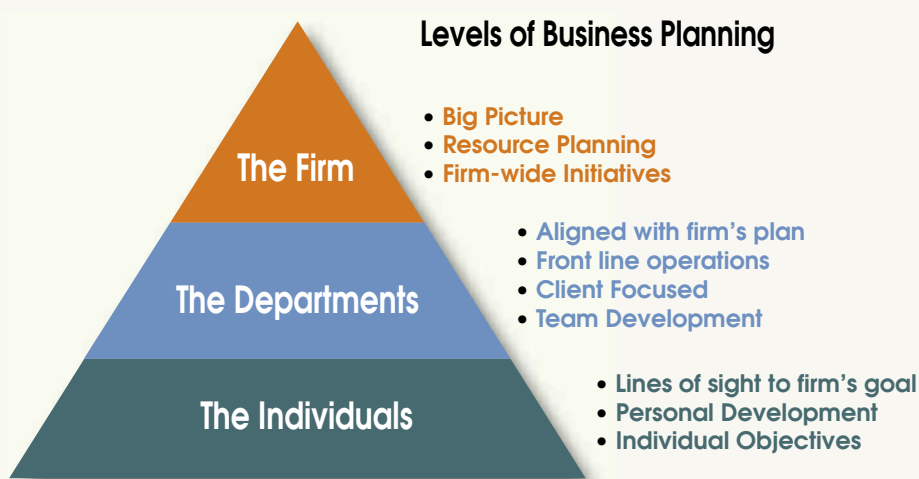 Levels of Business Planning
• Big Picture
• Resource Planning
The Firm
• Firm-wide Initiatives
• Aligned with firm's plan
• Front line operations
The Departments
• Client Focused
• Team Development
• Lines of sight to firm's goal
The Individuals
• Personal Development
• Individual Objectives